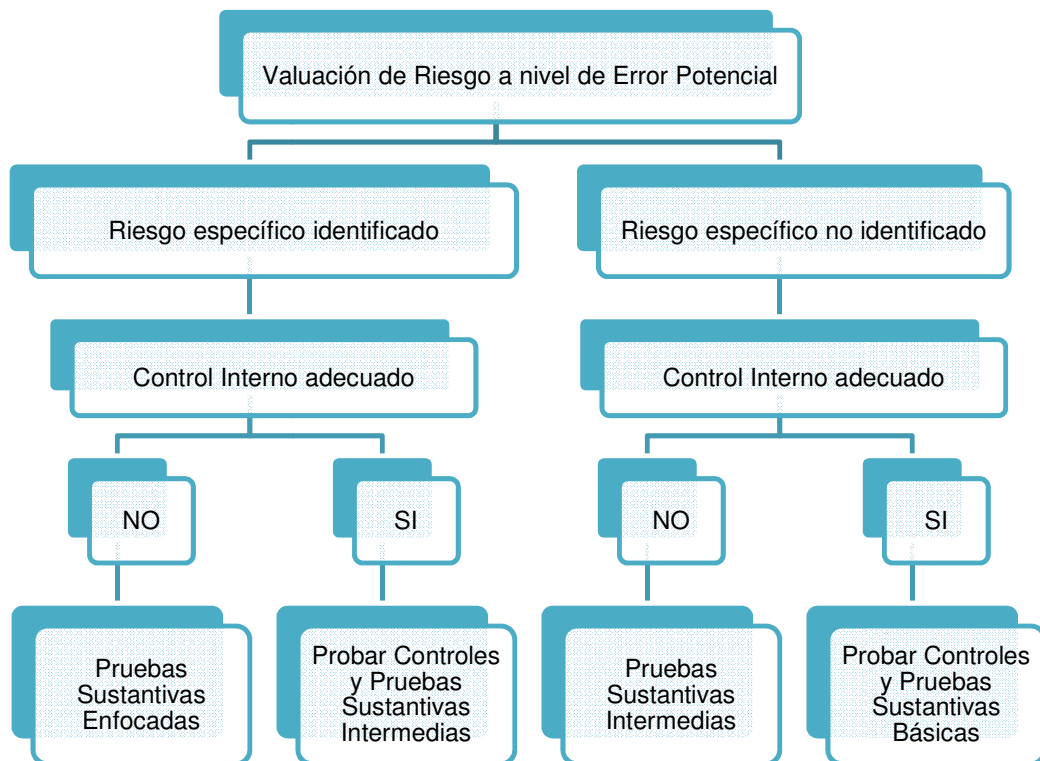 Valuación de Riesgo a nivel de Error Potencial
Riesgo específico identificado
Riesgo específico no identificado
Control Interno adecuado
Control Interno adecuado
NO
SI
NO
SI
Pruebas
Sustantivas
Enfocadas
Probar Controles
y Pruebas
Sustantivas
Intermedias
Pruebas
Sustantivas
Intermedias
Probar Controles
y Pruebas
Sustantivas
Básicas